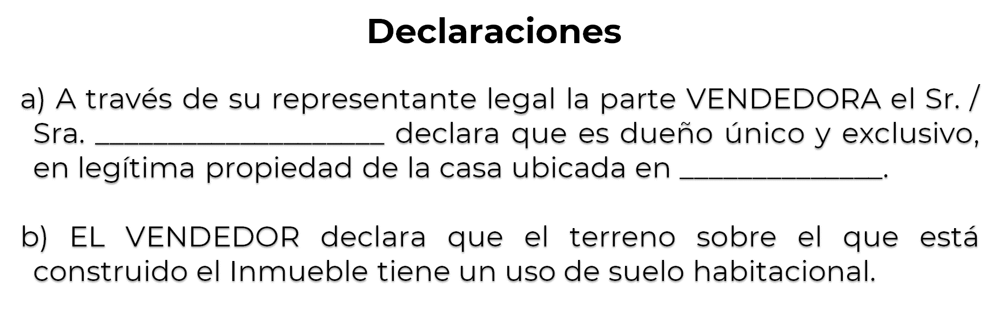 Declaraciones
a) A través de su representante legal la parte VENDEDORA el Sr. /
Sra. ____________________ declara que es dueño único y exclusivo,
en legítima propiedad de la casa ubicada en ______________.
b) EL VENDEDOR declara que el terreno sobre el que está
construido el Inmueble tiene un uso de suelo habitacional.